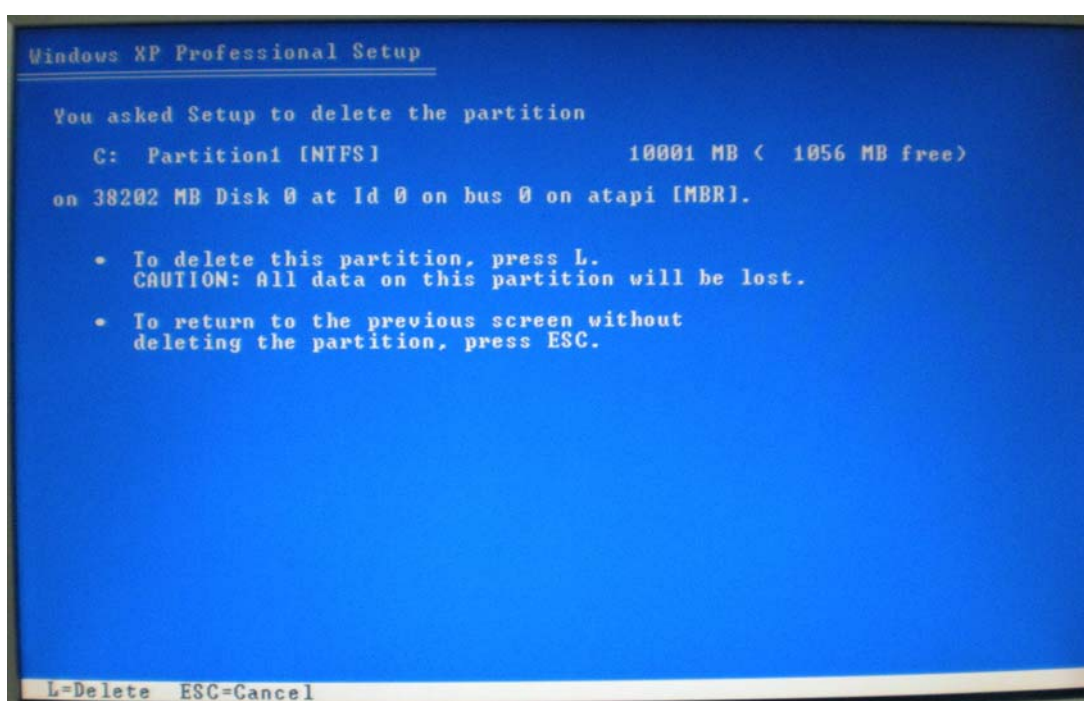 Windows XP Professional Setup
You asked Setup to delete the partition
C: Partition1 [NTFS] 10001 MB ( 1056 MB free)
on 38202 MB Disk 0 at Id 0 on bus 0 on atapi [MBR].
• To delete this partition, press L.
CAUTION: All data on this partition will be lost.
• To return to the previous screen without
deleting the partition, press ESC.
L=Delete ESC=Cancel